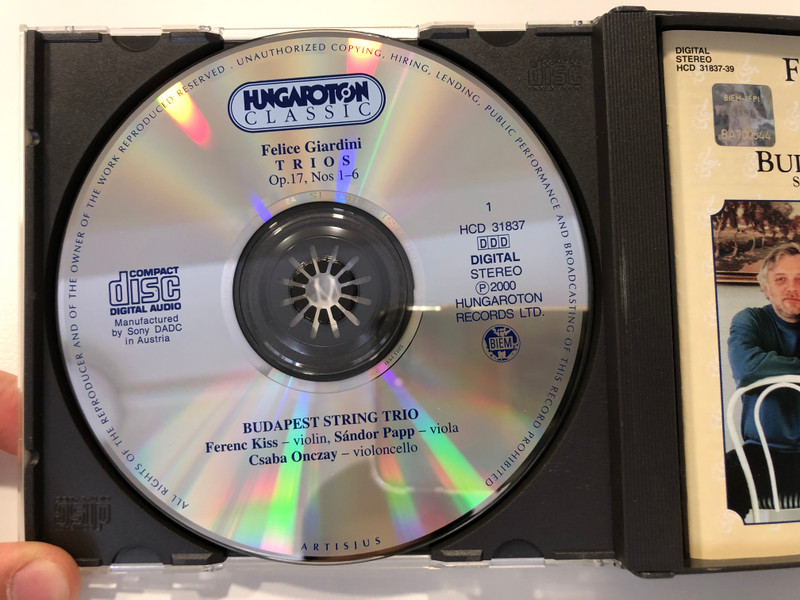 ALL RIGHTS OF THE REPRODUCER AND OF THE OWNER OF THE WORK REPRODUCED RESERVED . UNAUTHORIZED COPYING, HIRING, LENDING, PUBLIC PERFORMANCE AND BROADCASTING OF THIS RECORD PROHIBITED
HUNGAROTON
CLASSIC
Felice Giardini
TRIOS
Op.17, Nos 1–6
COMPACT
disc
DIGITAL AUDIO
Manufactured
by Sony DADC
in Austria
1
HCD 31837
DDD
DIGITAL
STEREO
℗2000
HUNGAROTON
RECORDS LTD.
BIEM
BUDAPEST STRING TRIO
Ferenc Kiss – violin, Sándor Papp – viola
Csaba Onczay – violoncello
ARTISJUS
disc
disc
DIGITAL
STEREO
HCD 31837-39
F
BIEM IFPI
BUD
S